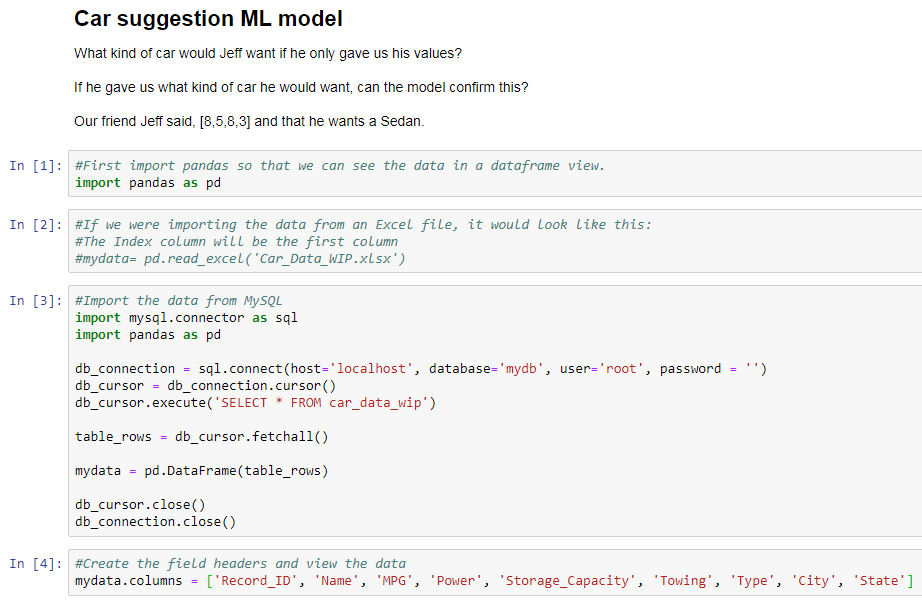 Car suggestion ML model
What kind of car would Jeff want if he only gave us his values?
If he gave us what kind of car he would want, can the model confirm this?
Our friend Jeff said, [8,5,8,3] and that he wants a Sedan.
In [1]: #First import pandas so that we can see the data in a dataframe view.
import pandas as pd
In [2]: #If we were importing the data from an Excel file, it would look like this:
#The Index column will be the first column
#mydata= pd.read_excel('Car_Data_WIP.xlsx')
In [3]: #Import the data from MySQL
import mysql.connector as sql
import pandas as pd
db_connection = sql.connect(host='localhost', database='mydb', user='root', password = '')
db_cursor = db_connection.cursor()
db_cursor.execute('SELECT * FROM car_data_wip')
table_rows = db_cursor.fetchall()
mydata = pd.DataFrame(table_rows)
db_cursor.close()
db_connection.close()
In [4]: #Create the field headers and view the data
mydata.columns = ['Record_ID', 'Name', 'MPG', 'Power', 'Storage_Capacity', 'Towing', 'Type', 'City', 'State']